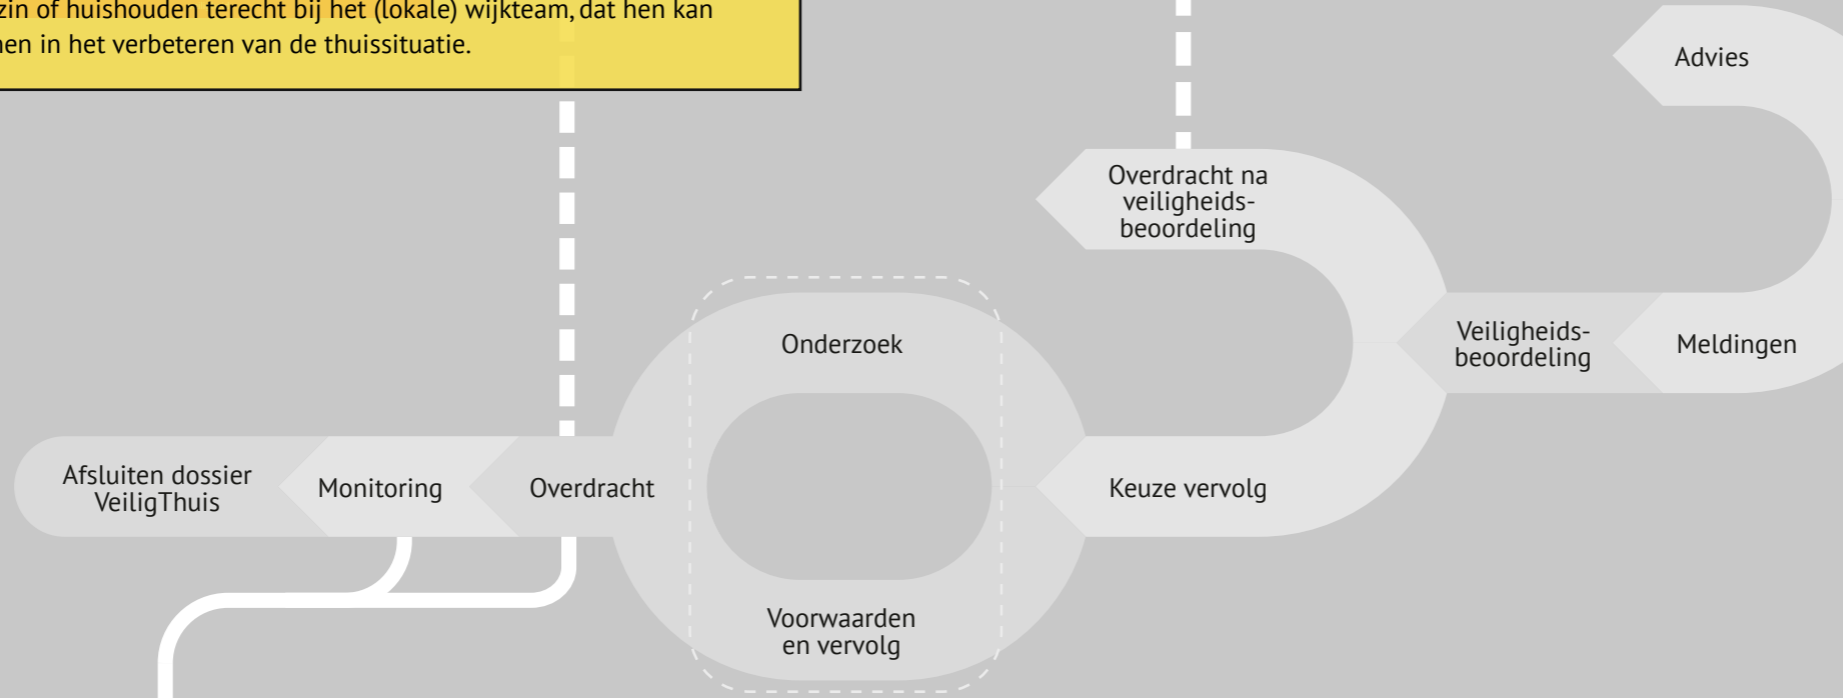 zin of huishouden terecht bij het (lokale) wijkteam, dat hen kan
en in het verbeteren van de thuissituatie.
Advies
Overdracht na
veiligheids-
beoordeling
Onderzoek
Veiligheids-
beoordeling
Meldingen
Afsluiten dossier
VeiligThuis
Monitoring
Overdracht
Keuze vervolg
Voorwaarden
en vervolg